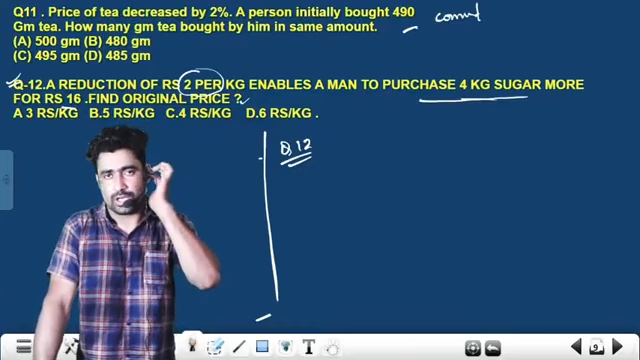 Q11 . Price of tea decreased by 2%. A person initially bought 490
Gm tea. How many gm tea bought by him in same amount.
(A) 500 gm (B) 480 gm
(C) 495 gm (D) 485 gm
Q-12.A REDUCTION OF RS 2 PER KG ENABLES A MAN TO PURCHASE 4 KG SUGAR MORE
FOR RS 16 .FIND ORIGINAL PRICE ?
A 3 RS/KG B.5 RS/KG C.4 RS/KG D.6 RS/KG .
Q.12
T